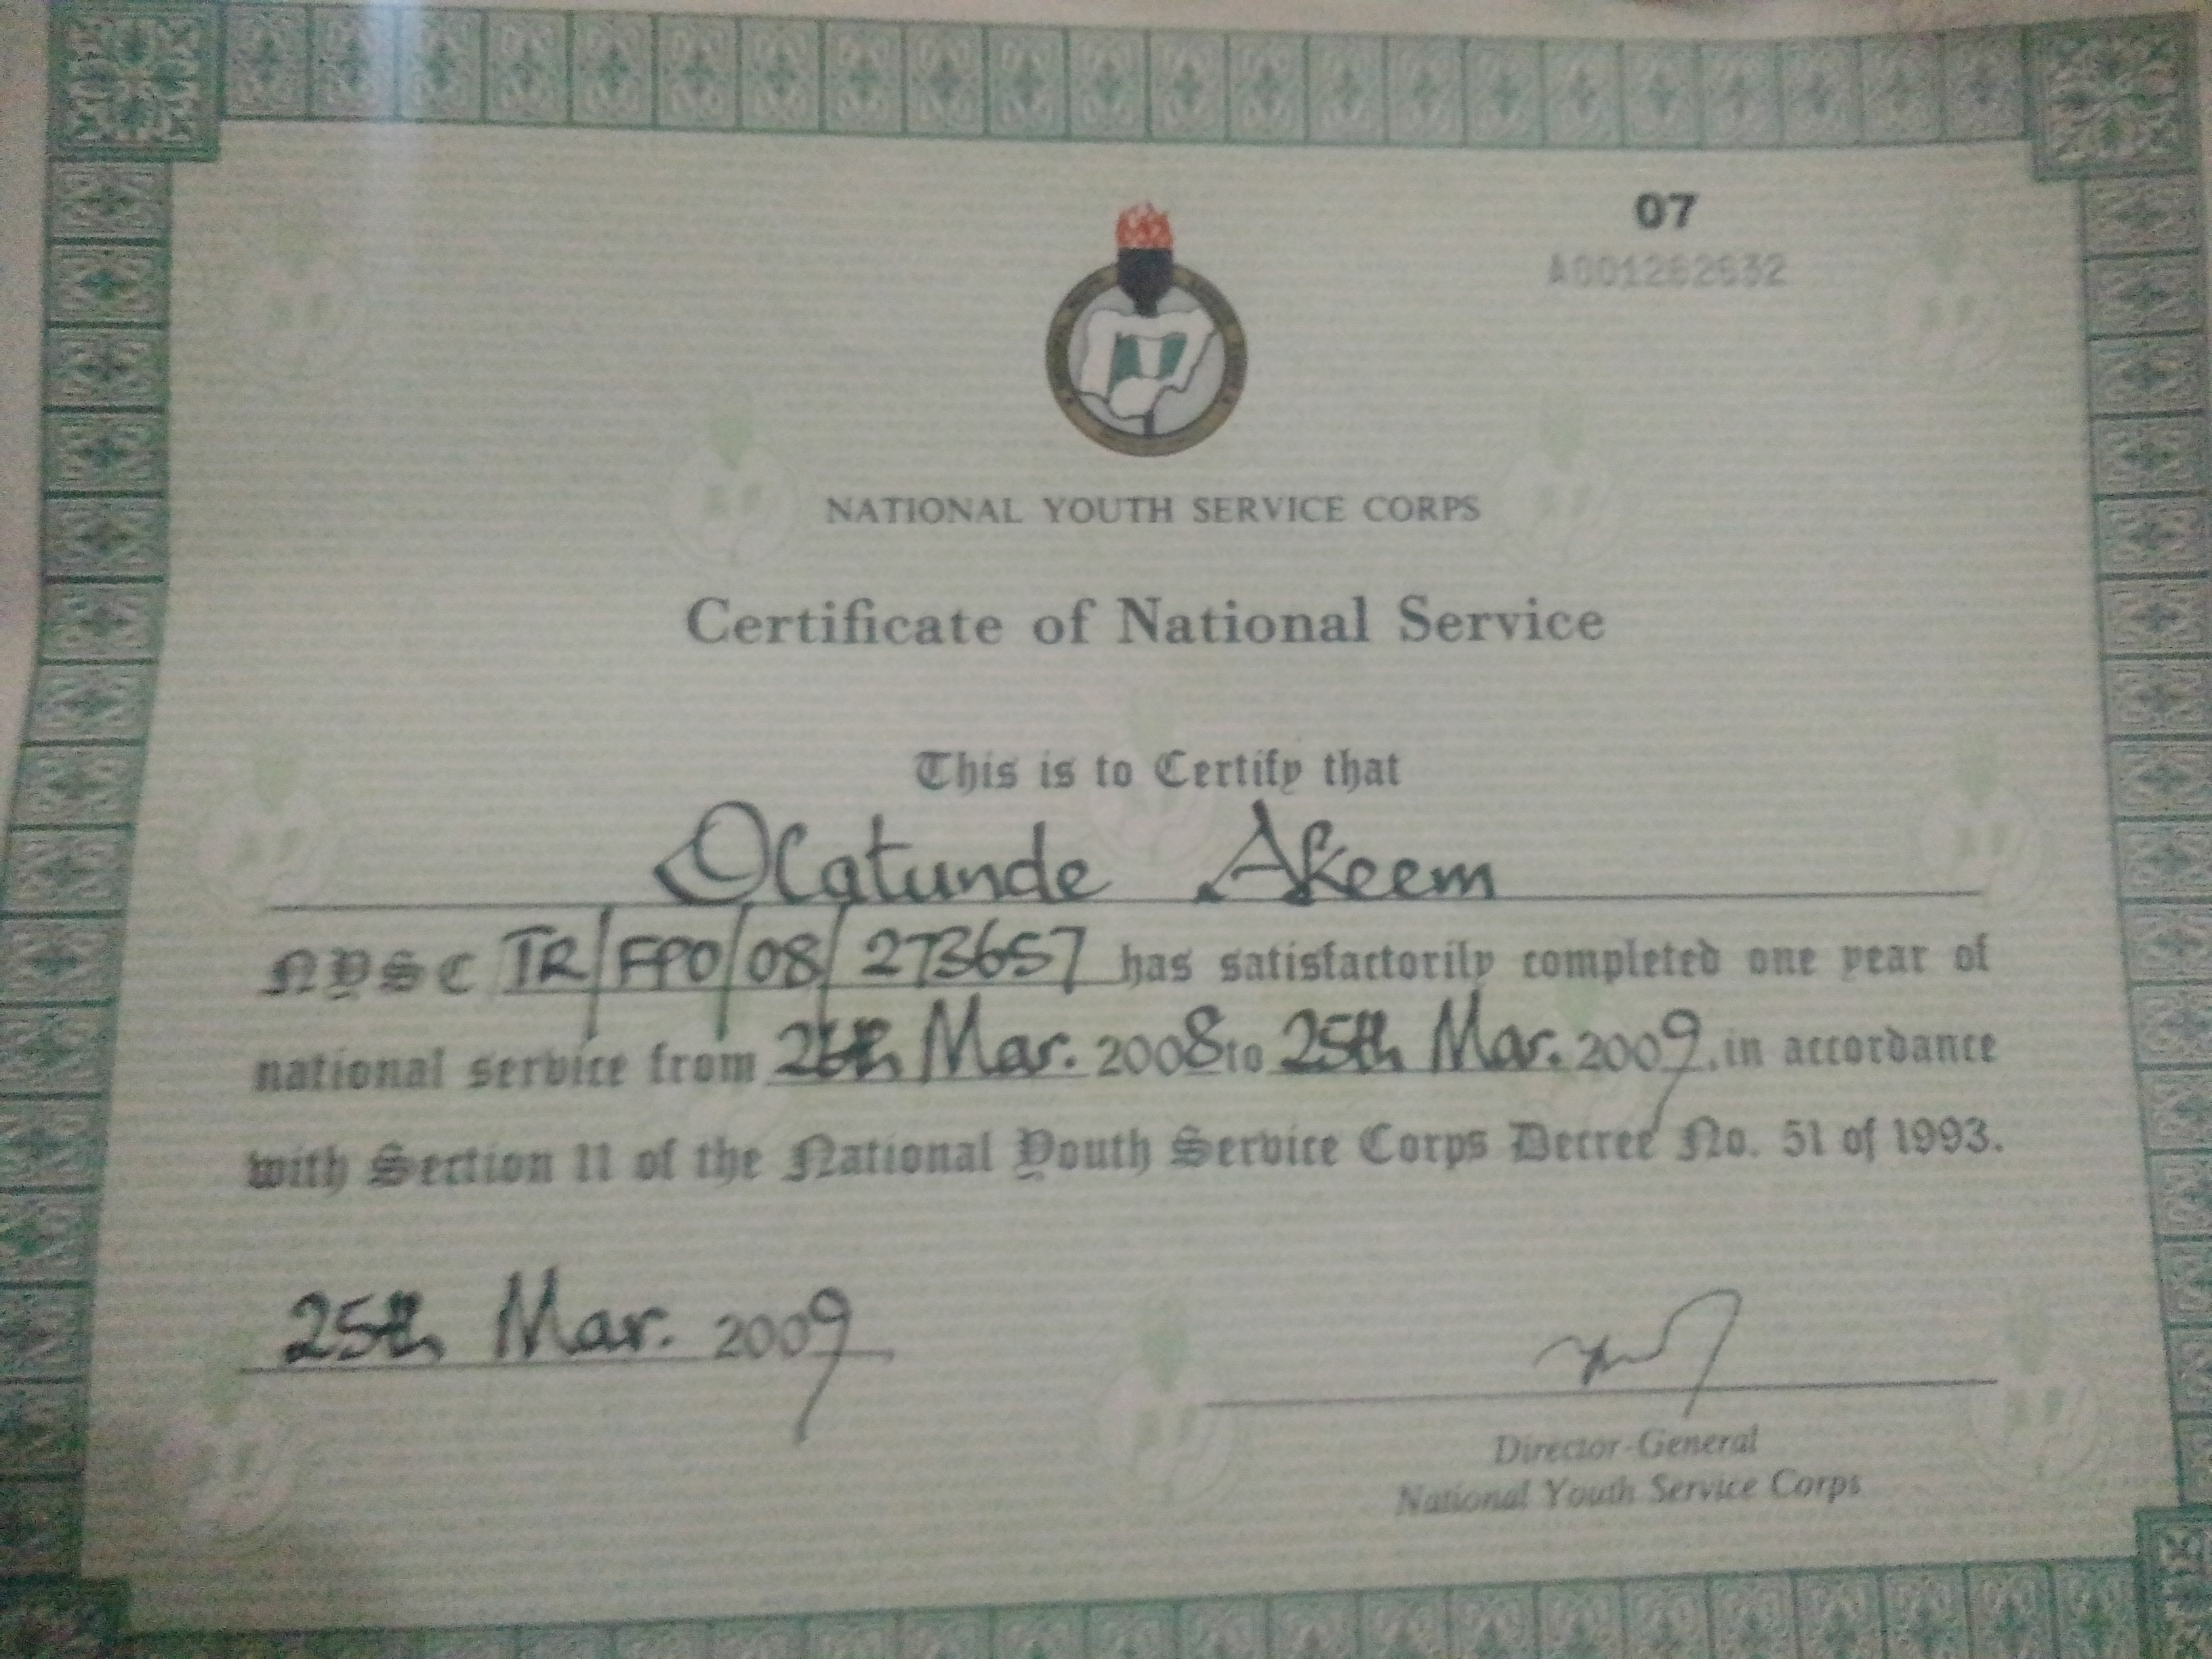 07
A001262632
NATIONAL YOUTH SERVICE CORPS
Certificate of National Service
This is to Certify that
Olatunde Akeem
NYSC TR/FPO/08/273657 has satisfactorily completed one year of
national service from 26th Mar. 2008 to 25th Mar. 2009. in accordance
with Section 11 of the National Youth Service Corps Decree No. 51 of 1993.
25th Mar. 2009
Director-General
National Youth Service Corps